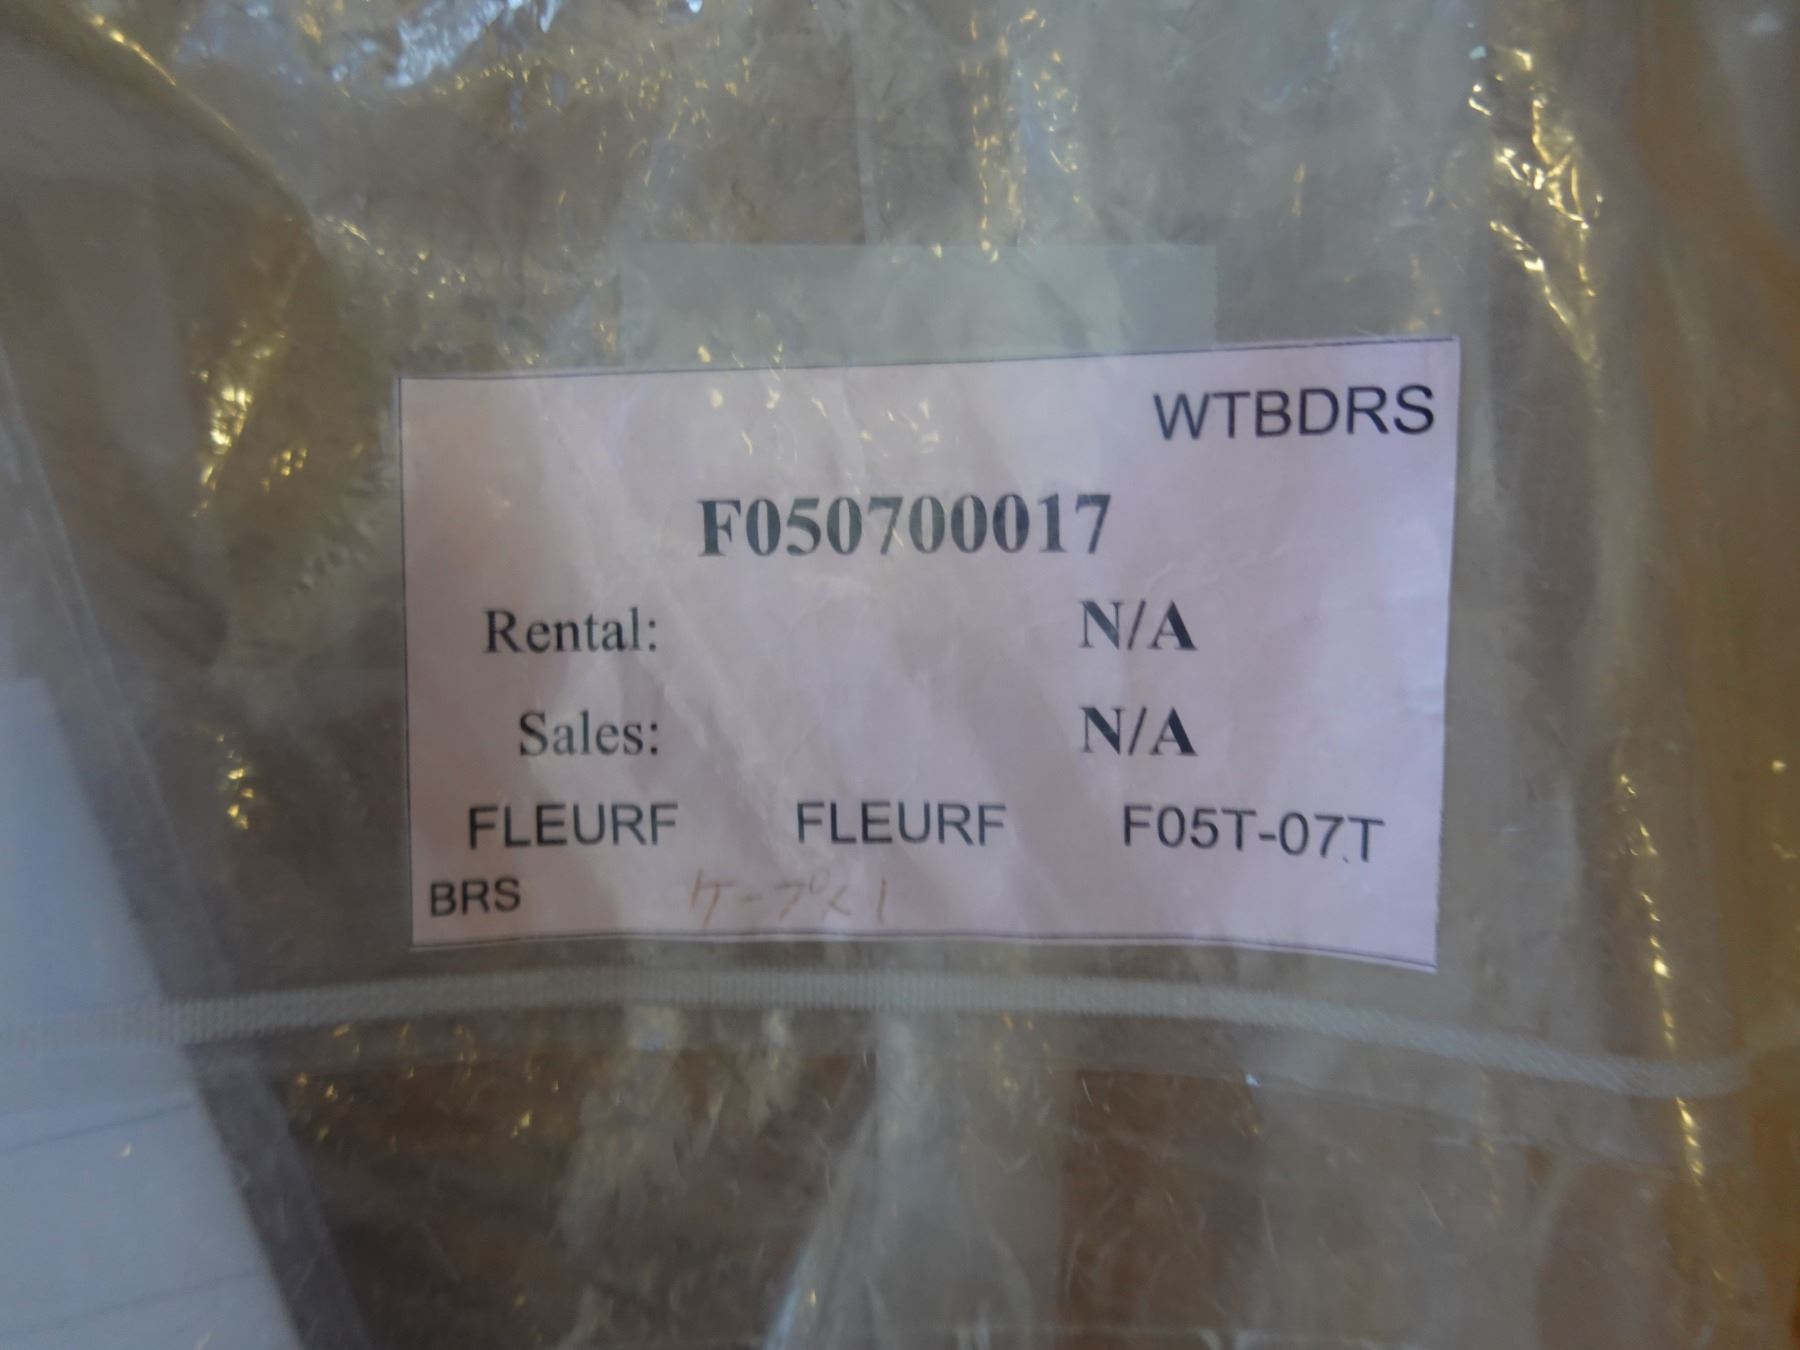 WTBDRS
F050700017
Rental: N/A
Sales: N/A
FLEURF FLEURF F05T-07T
BRS ケープ×1